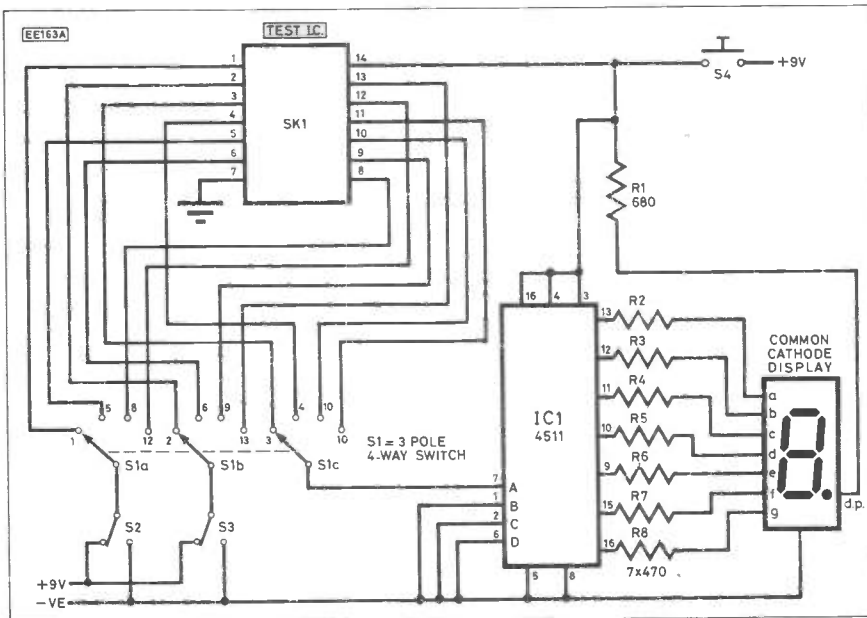 EE163A
TEST I.C.
SK1
1
2
3
4
5
6
7
14
13
12
11
10
9
8
S4
+9V
R1
680
16
4
3
13
12
11
10
9
15
16
R2
R3
R4
R5
R6
R7
R8
7x470
COMMON
CATHODE
DISPLAY
a
b
c
d
e
f
g
d.p.
IC1
4511
7
1
2
6
A
B
C
D
5
8
1
5
8
12
2
6
9
13
3
4
10
10
S1a
S1b
S1c
S1 = 3 POLE
4-WAY SWITCH
S2
S3
+9V
-VE